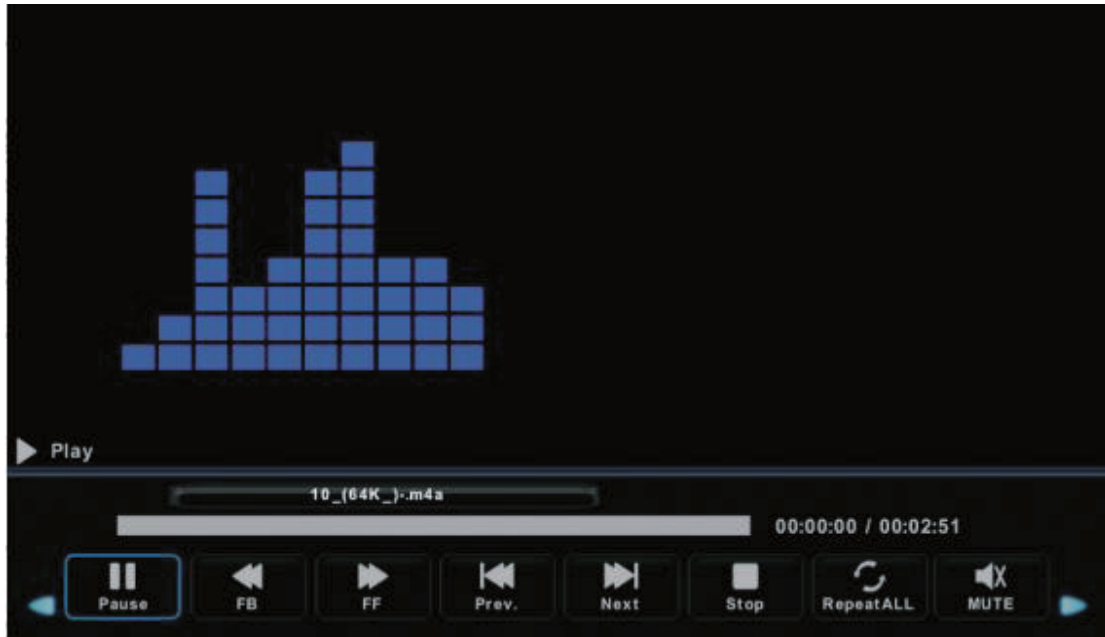 Play
10_(64K_)-.m4a
00:00:00 / 00:02:51
Pause FB FF Prev. Next Stop RepeatALL MUTE